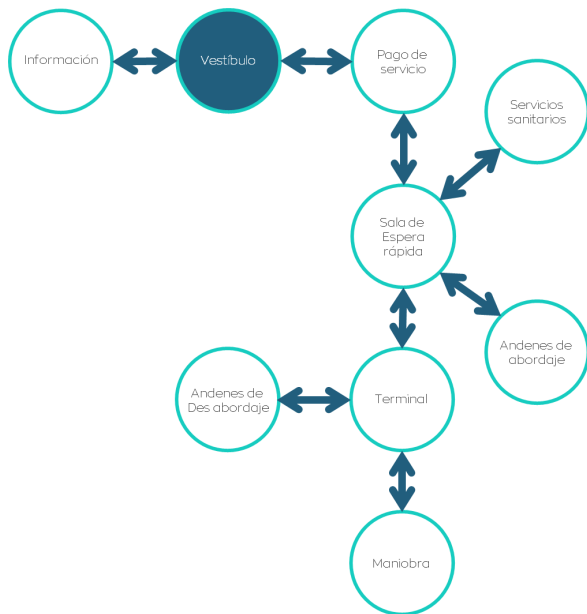 Información
Vestíbulo
Pago de
servicio
Servicios
sanitarios
Sala de
Espera
rápida
Andenes de
abordaje
Andenes de
Des abordaje
Terminal
Maniobra